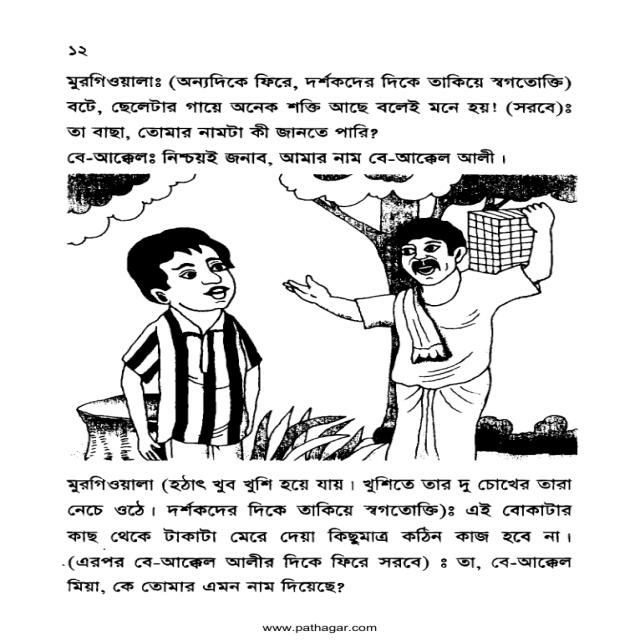 ১২
মুরগিওয়ালাঃ (অন্যদিকে ফিরে, দর্শকদের দিকে তাকিয়ে স্বগতোক্তি)
বটে, ছেলেটার গায়ে অনেক শক্তি আছে বলেই মনে হয়! (সরবে)ঃ
তা বাছা, তোমার নামটা কী জানতে পারি?
বে-আক্কেলঃ নিশ্চয়ই জনাব, আমার নাম বে-আক্কেল আলী।
মুরগিওয়ালা (হঠাৎ খুব খুশি হয়ে যায়। খুশিতে তার দু চোখের তারা
নেচে ওঠে। দর্শকদের দিকে তাকিয়ে স্বগতোক্তি)ঃ এই বোকাটার
কাছ থেকে টাকাটা মেরে দেয়া কিছুমাত্র কঠিন কাজ হবে না।
(এরপর বে-আক্কেল আলীর দিকে ফিরে সরবে) ঃ তা, বে-আক্কেল
মিয়া, কে তোমার এমন নাম দিয়েছে?
www.pathagar.com